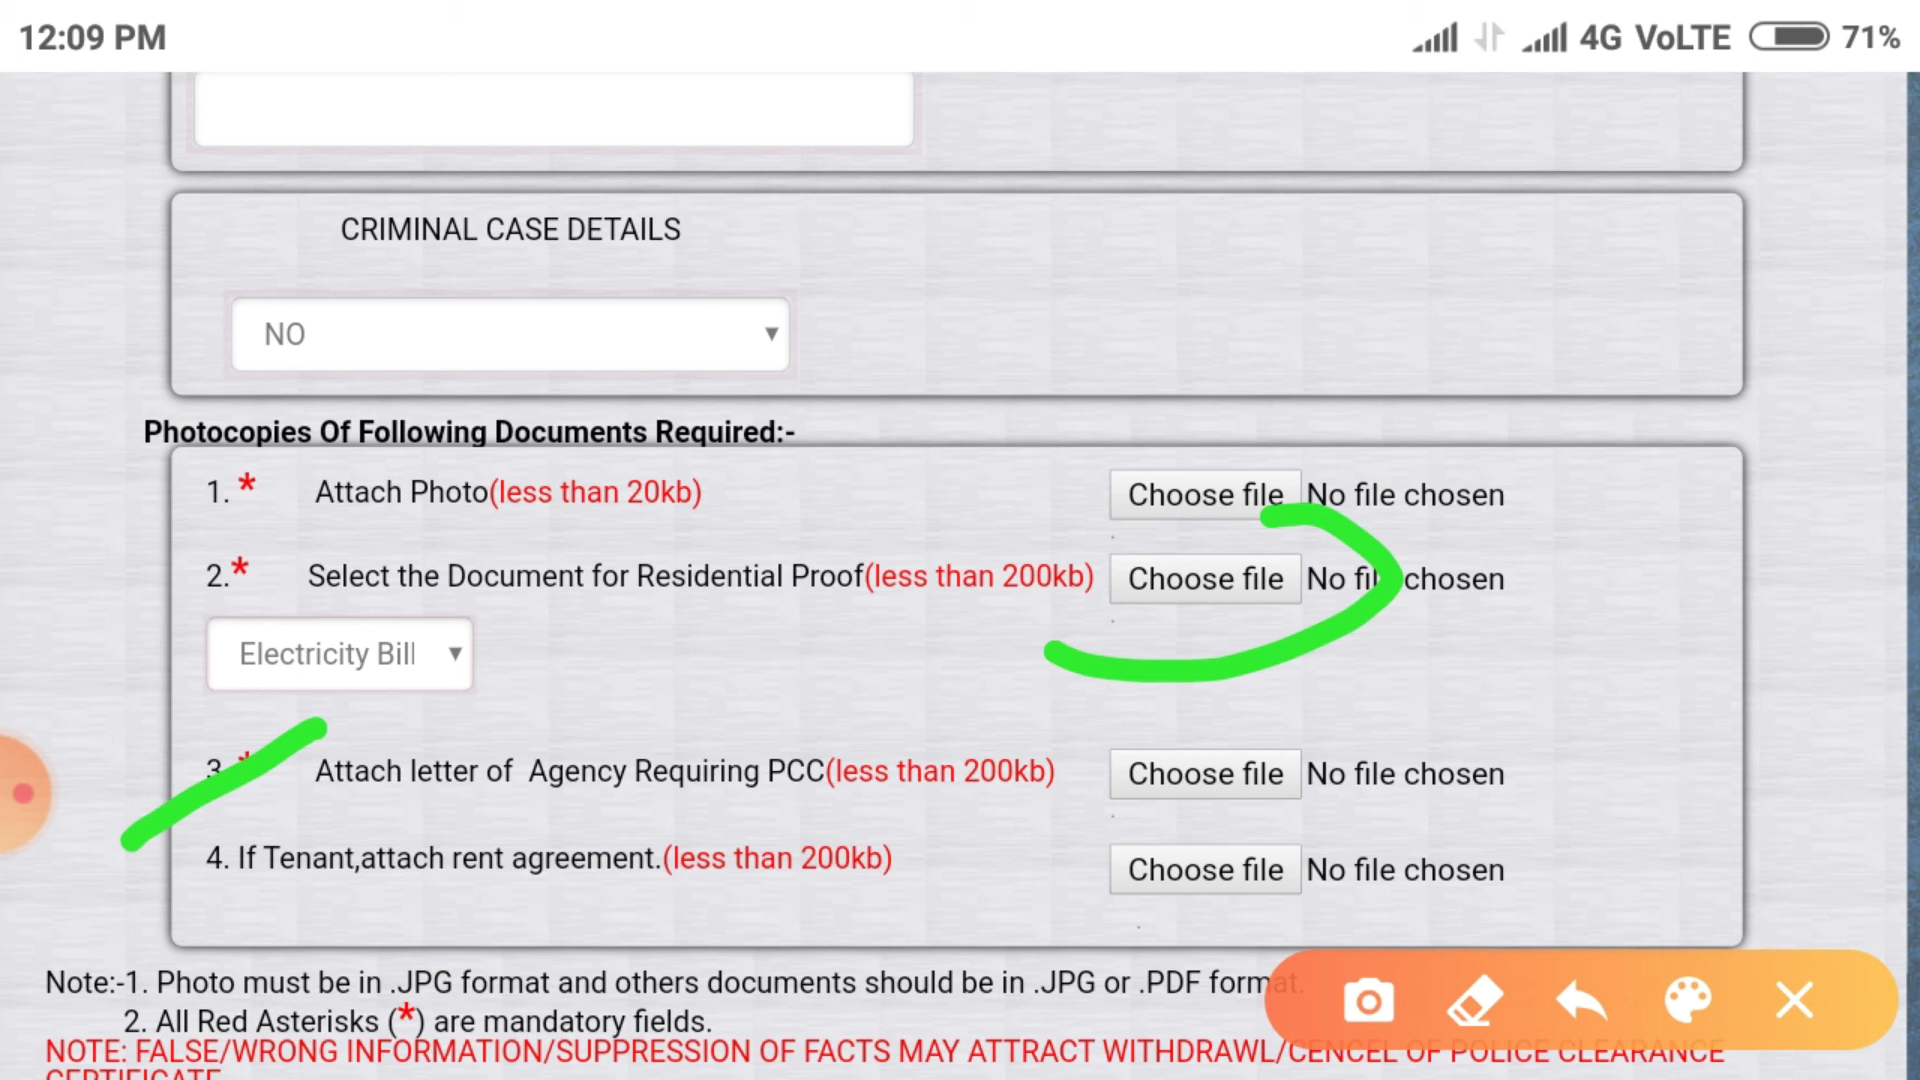 12:09 PM 4G VoLTE 71%
CRIMINAL CASE DETAILS
NO
Photocopies Of Following Documents Required:-
1. * Attach Photo(less than 20kb) Choose file No file chosen
2.* Select the Document for Residential Proof(less than 200kb) Choose file No file chosen
Electricity Bill
3. * Attach letter of Agency Requiring PCC(less than 200kb) Choose file No file chosen
4. If Tenant,attach rent agreement.(less than 200kb) Choose file No file chosen
Note:-1. Photo must be in .JPG format and others documents should be in .JPG or .PDF format.
2. All Red Asterisks (*) are mandatory fields.
NOTE: FALSE/WRONG INFORMATION/SUPPRESSION OF FACTS MAY ATTRACT WITHDRAWL/CENCEL OF POLICE CLEARANCE
CERTIFICATE